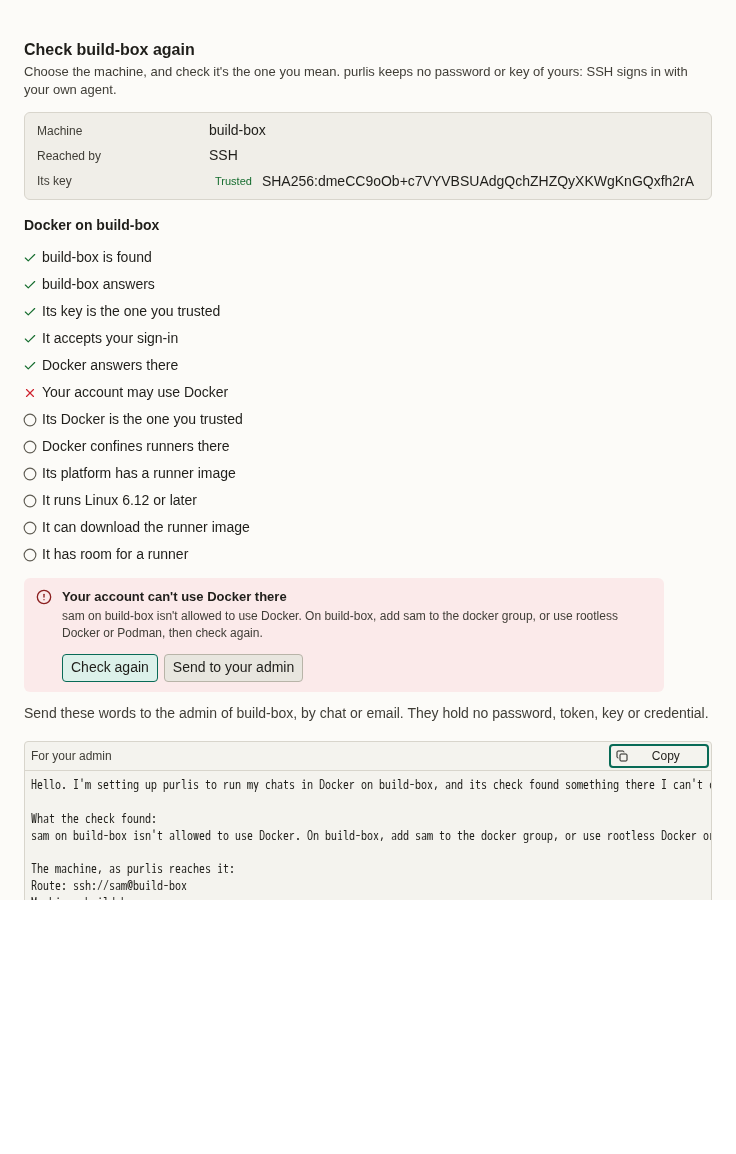 Check build-box again
Choose the machine, and check it's the one you mean. purlis keeps no password or key of yours: SSH signs in with
your own agent.
Machine build-box
Reached by SSH
Its key Trusted SHA256:dmeCC9oOb+c7VYVBSUAdgQchZHZQyXKWgKnGQxfh2rA
Docker on build-box
build-box is found
build-box answers
Its key is the one you trusted
It accepts your sign-in
Docker answers there
Your account may use Docker
Its Docker is the one you trusted
Docker confines runners there
Its platform has a runner image
It runs Linux 6.12 or later
It can download the runner image
It has room for a runner
Your account can't use Docker there
sam on build-box isn't allowed to use Docker. On build-box, add sam to the docker group, or use rootless
Docker or Podman, then check again.
Check again Send to your admin
Send these words to the admin of build-box, by chat or email. They hold no password, token, key or credential.
For your admin Copy
Hello. I'm setting up purlis to run my chats in Docker on build-box, and its check found something there I can't
What the check found:
sam on build-box isn't allowed to use Docker. On build-box, add sam to the docker group, or use rootless Docker
The machine, as purlis reaches it:
Route: ssh://sam@build-box